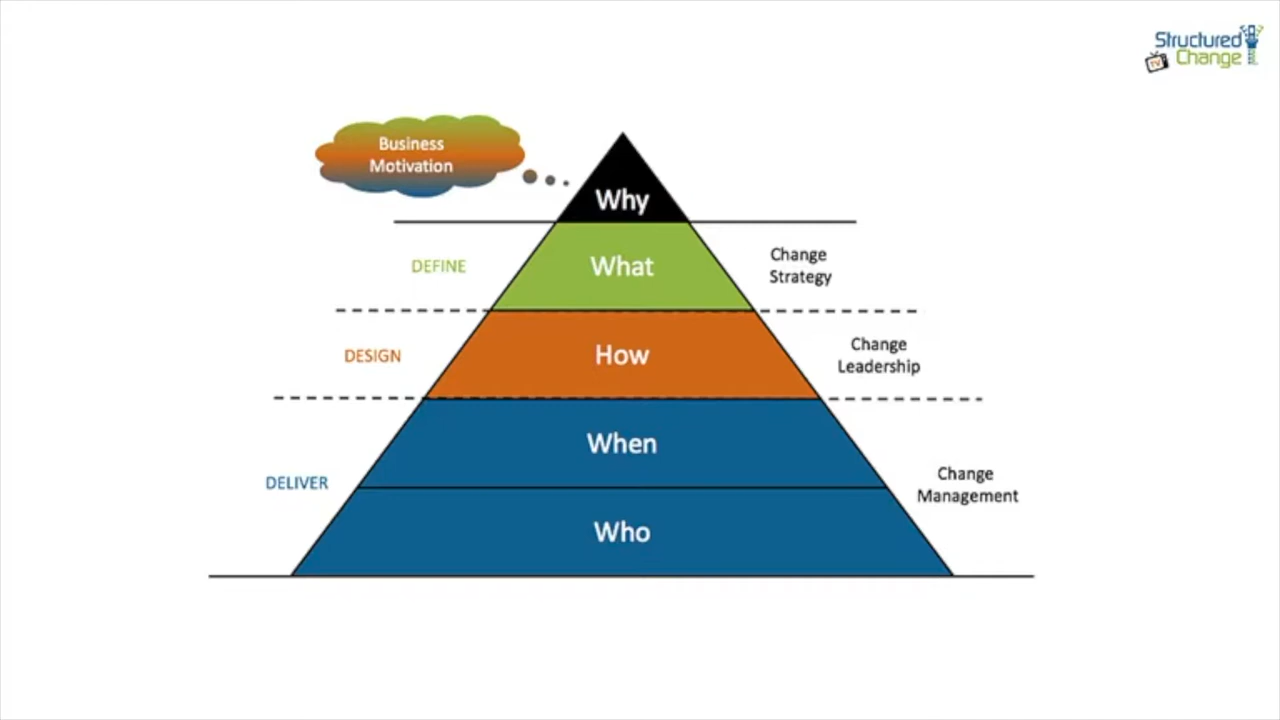 Structured
TV Change
Business
Motivation
Why
DEFINE
What
Change
Strategy
DESIGN
How
Change
Leadership
When
DELIVER
Change
Management
Who